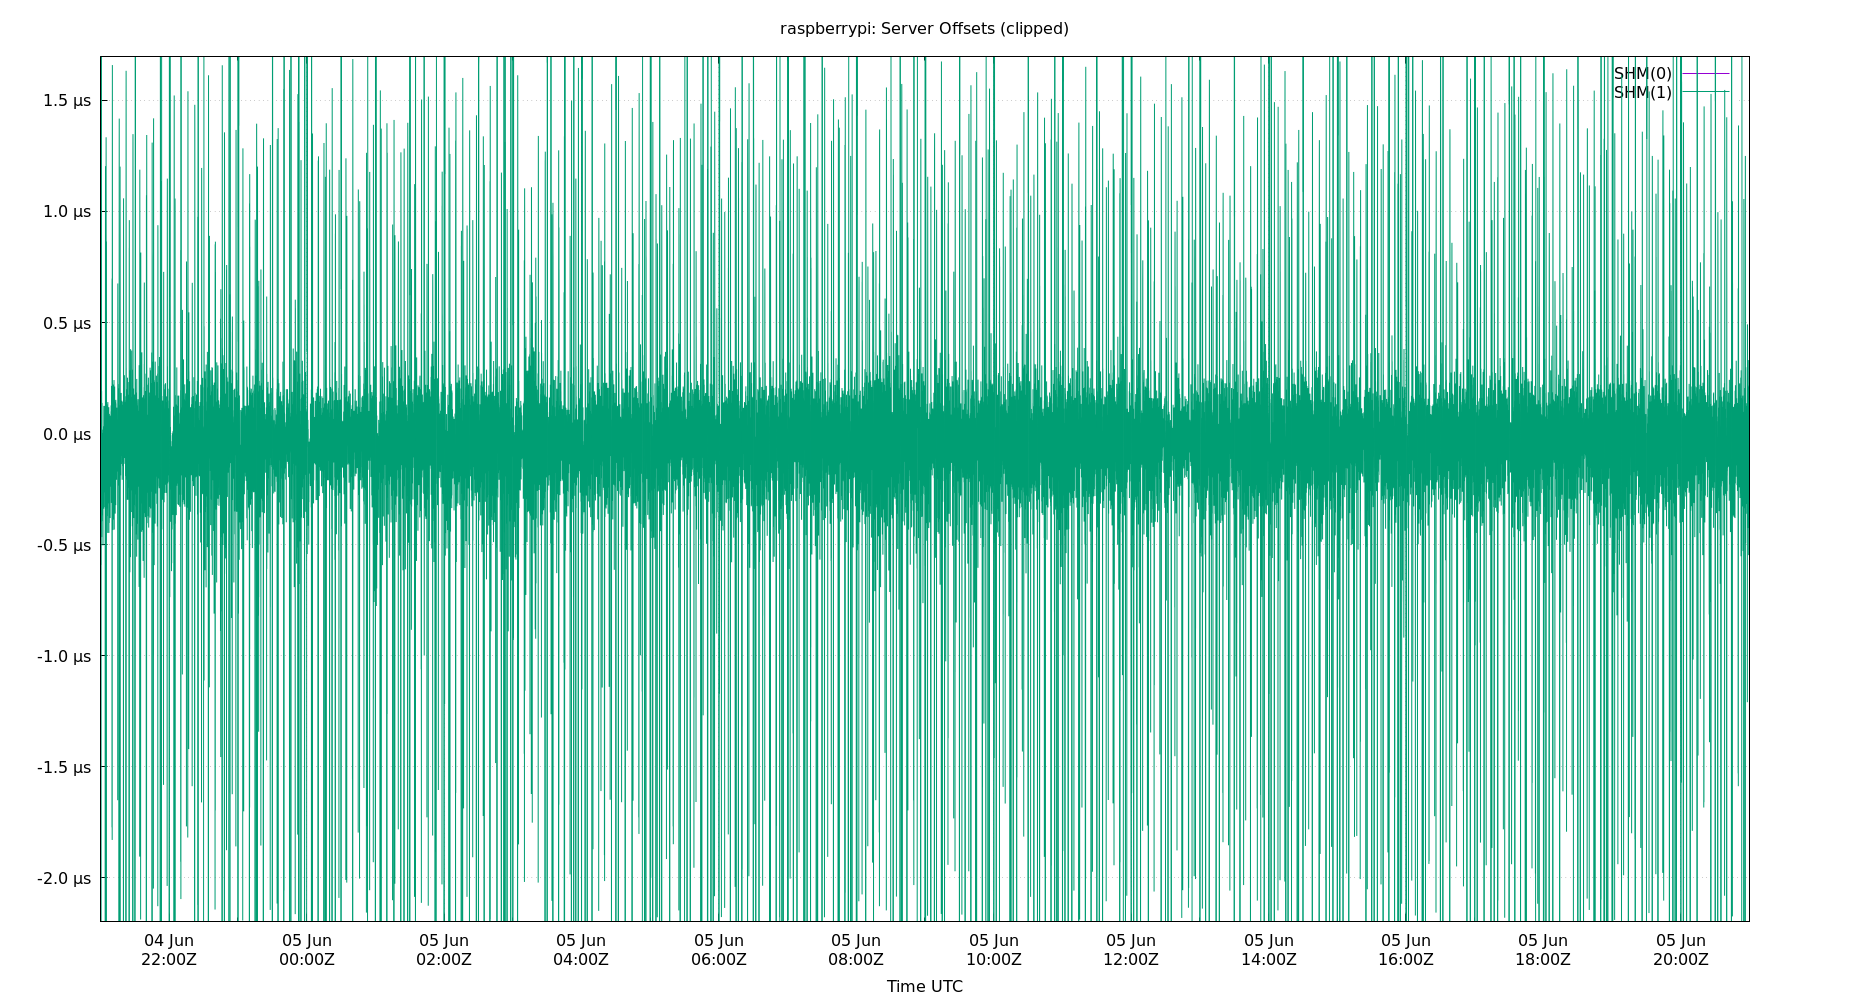 raspberrypi: Server Offsets (clipped)
SHM(0)
SHM(1)
1.5 µs
1.0 µs
0.5 µs
0.0 µs
-0.5 µs
-1.0 µs
-1.5 µs
-2.0 µs
04 Jun 05 Jun 05 Jun 05 Jun 05 Jun 05 Jun 05 Jun 05 Jun 05 Jun 05 Jun 05 Jun 05 Jun
22:00Z 00:00Z 02:00Z 04:00Z 06:00Z 08:00Z 10:00Z 12:00Z 14:00Z 16:00Z 18:00Z 20:00Z
Time UTC